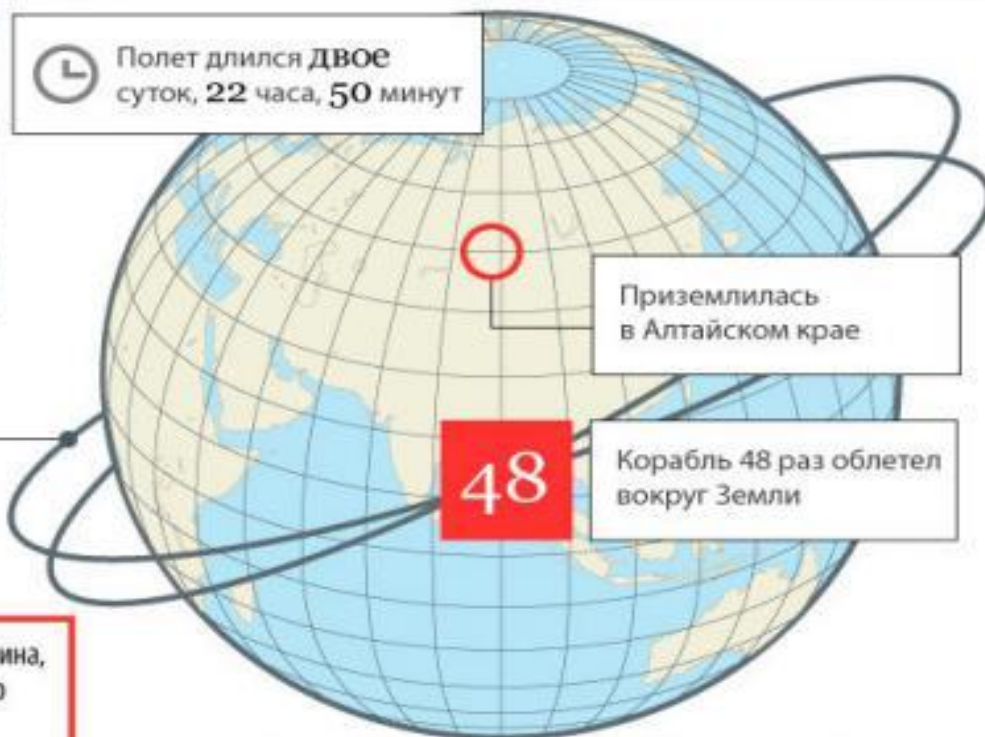 Полет длился двое
суток, 22 часа, 50 минут
Приземлилась
в Алтайском крае
48
Корабль 48 раз облетел
вокруг Земли